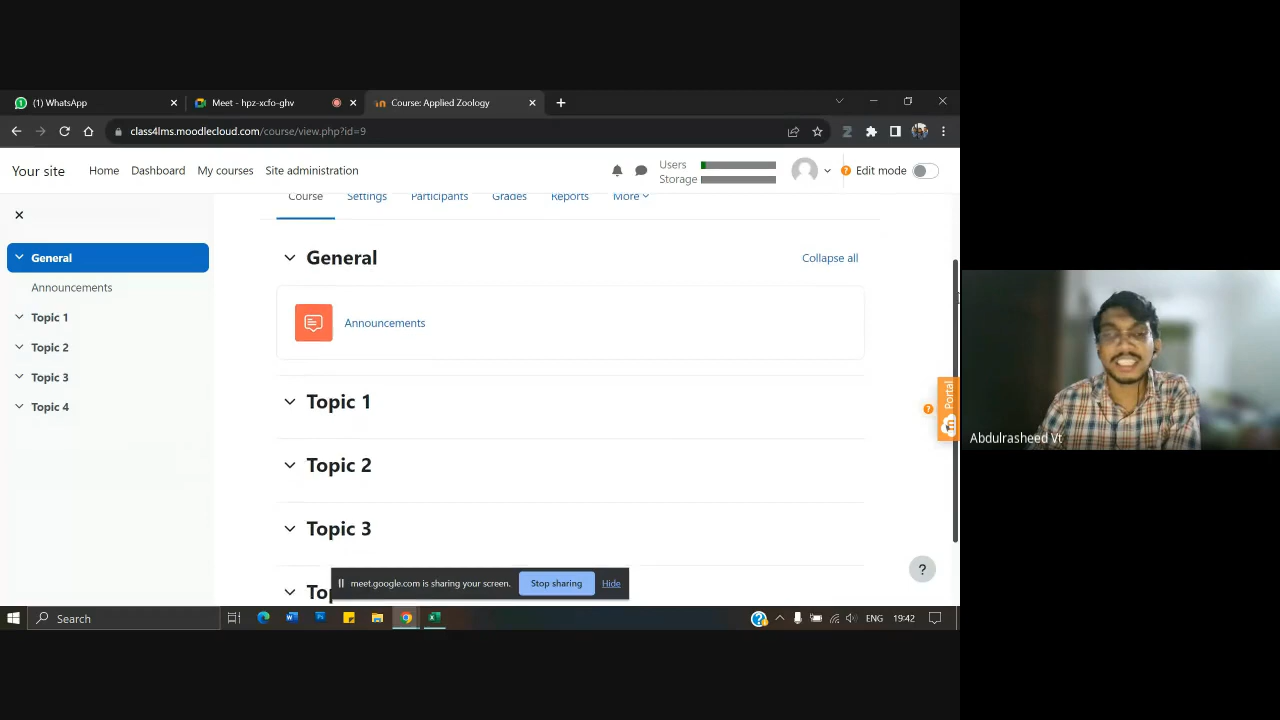 (1) WhatsApp
Meet - hpz-xcfo-ghv
Course: Applied Zoology
class4lms.moodlecloud.com/course/view.php?id=9
Your site
Home
Dashboard
My courses
Site administration
Users
Storage
Edit mode
Course
Settings
Participants
Grades
Reports
More
General
Announcements
Topic 1
Topic 2
Topic 3
Topic 4
General
Collapse all
Announcements
Topic 1
Topic 2
Topic 3
Portal
?
meet.google.com is sharing your screen.
Stop sharing
Hide
Search
ENG
19:42
Abdulrasheed Vt